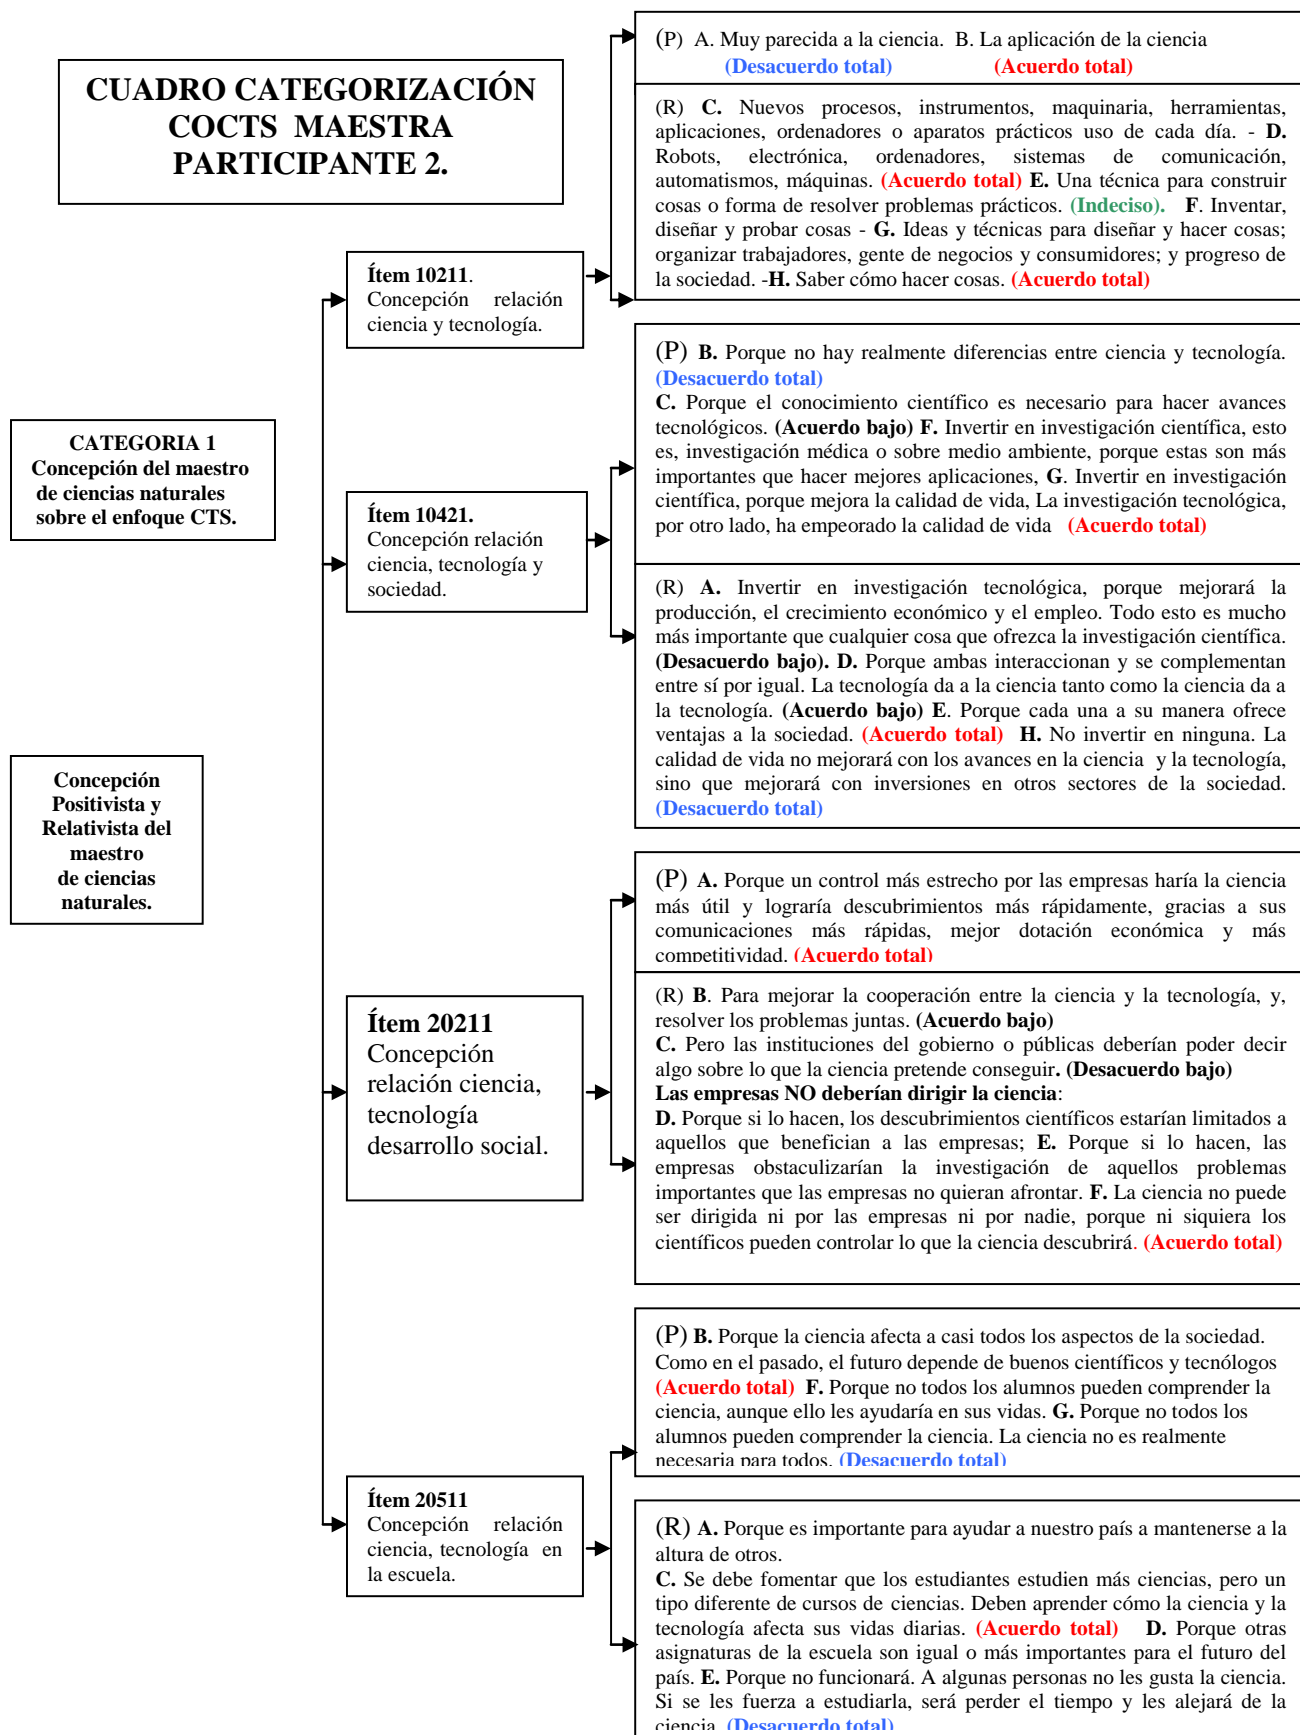 CUADRO CATEGORIZACIÓN
COCTS MAESTRA
PARTICIPANTE 2.
CATEGORIA 1
Concepción del maestro
de ciencias naturales
sobre el enfoque CTS.
Concepción
Positivista y
Relativista del
maestro
de ciencias
naturales.
Ítem 10211.
Concepción relación
ciencia y tecnología.
(P) A. Muy parecida a la ciencia. B. La aplicación de la ciencia
(Desacuerdo total) (Acuerdo total)
(R) C. Nuevos procesos, instrumentos, maquinaria, herramientas,
aplicaciones, ordenadores o aparatos prácticos uso de cada día. - D.
Robots, electrónica, ordenadores, sistemas de comunicación,
automatismos, máquinas. (Acuerdo total) E. Una técnica para construir
cosas o forma de resolver problemas prácticos. (Indeciso). F. Inventar,
diseñar y probar cosas - G. Ideas y técnicas para diseñar y hacer cosas;
organizar trabajadores, gente de negocios y consumidores; y progreso de
la sociedad. -H. Saber cómo hacer cosas. (Acuerdo total)
Ítem 10421.
Concepción relación
ciencia, tecnología y
sociedad.
(P) B. Porque no hay realmente diferencias entre ciencia y tecnología.
(Desacuerdo total)
C. Porque el conocimiento científico es necesario para hacer avances
tecnológicos. (Acuerdo bajo) F. Invertir en investigación científica, esto
es, investigación médica o sobre medio ambiente, porque estas son más
importantes que hacer mejores aplicaciones, G. Invertir en investigación
científica, porque mejora la calidad de vida, La investigación tecnológica,
por otro lado, ha empeorado la calidad de vida (Acuerdo total)
(R) A. Invertir en investigación tecnológica, porque mejorará la
producción, el crecimiento económico y el empleo. Todo esto es mucho
más importante que cualquier cosa que ofrezca la investigación científica.
(Desacuerdo bajo). D. Porque ambas interaccionan y se complementan
entre sí por igual. La tecnología da a la ciencia tanto como la ciencia da a
la tecnología. (Acuerdo bajo) E. Porque cada una a su manera ofrece
ventajas a la sociedad. (Acuerdo total) H. No invertir en ninguna. La
calidad de vida no mejorará con los avances en la ciencia y la tecnología,
sino que mejorará con inversiones en otros sectores de la sociedad.
(Desacuerdo total)
Ítem 20211
Concepción
relación ciencia,
tecnología
desarrollo social.
(P) A. Porque un control más estrecho por las empresas haría la ciencia
más útil y lograría descubrimientos más rápidamente, gracias a sus
comunicaciones más rápidas, mejor dotación económica y más
competitividad. (Acuerdo total)
(R) B. Para mejorar la cooperación entre la ciencia y la tecnología, y,
resolver los problemas juntas. (Acuerdo bajo)
C. Pero las instituciones del gobierno o públicas deberían poder decir
algo sobre lo que la ciencia pretende conseguir. (Desacuerdo bajo)
Las empresas NO deberían dirigir la ciencia:
D. Porque si lo hacen, los descubrimientos científicos estarían limitados a
aquellos que benefician a las empresas; E. Porque si lo hacen, las
empresas obstaculizarían la investigación de aquellos problemas
importantes que las empresas no quieran afrontar. F. La ciencia no puede
ser dirigida ni por las empresas ni por nadie, porque ni siquiera los
científicos pueden controlar lo que la ciencia descubrirá. (Acuerdo total)
Ítem 20511
Concepción relación
ciencia, tecnología en
la escuela.
(P) B. Porque la ciencia afecta a casi todos los aspectos de la sociedad.
Como en el pasado, el futuro depende de buenos científicos y tecnólogos
(Acuerdo total) F. Porque no todos los alumnos pueden comprender la
ciencia, aunque ello les ayudaría en sus vidas. G. Porque no todos los
alumnos pueden comprender la ciencia. La ciencia no es realmente
necesaria para todos. (Desacuerdo total)
(R) A. Porque es importante para ayudar a nuestro país a mantenerse a la
altura de otros.
C. Se debe fomentar que los estudiantes estudien más ciencias, pero un
tipo diferente de cursos de ciencias. Deben aprender cómo la ciencia y la
tecnología afecta sus vidas diarias. (Acuerdo total) D. Porque otras
asignaturas de la escuela son igual o más importantes para el futuro del
país. E. Porque no funcionará. A algunas personas no les gusta la ciencia.
Si se les fuerza a estudiarla, será perder el tiempo y les alejará de la
ciencia. (Desacuerdo total)